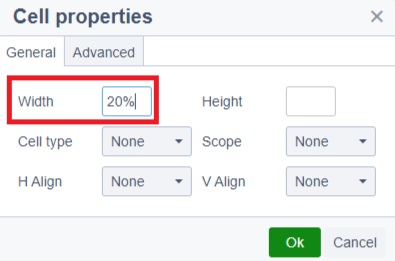 Cell properties ×
General Advanced
Width 20% Height
Cell type None Scope None
H Align None V Align None
Ok Cancel